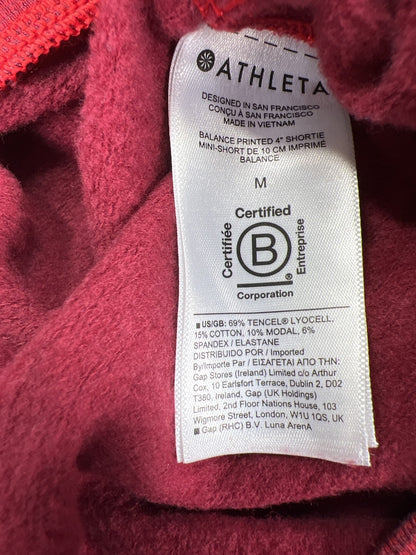 ATHLETA
DESIGNED IN SAN FRANCISCO
CONÇU À SAN FRANCISCO
MADE IN VIETNAM
BALANCE PRINTED 4" SHORTIE
MINI-SHORT DE 10 CM IMPRIMÉ
BALANCE
M
Certified
Certifiée
B
Entreprise
®
Corporation
US/GB: 69% TENCEL® LYOCELL,
15% COTTON, 10% MODAL, 6%
SPANDEX / ELASTANE
DISTRIBUIDO POR / Imported
By/Importe Par / ΕΙΣΑΓΕΤΑΙ ΑΠΟ ΤΗΝ:
Gap Stores (Ireland) Limited c/o Arthur
Cox, 10 Earlsfort Terrace, Dublin 2, D02
T380, Ireland, Gap (UK Holdings)
Limited, 2nd Floor Nations House, 103
Wigmore Street, London, W1U 1QS, UK
Gap (RHC) B.V. Luna ArenA